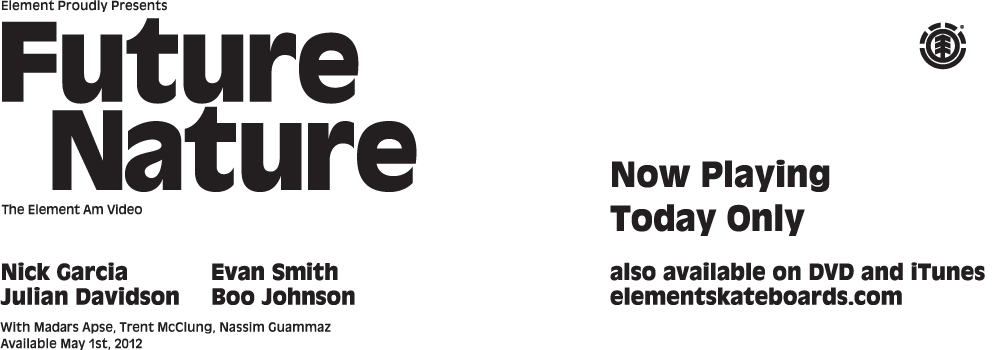 Element Proudly Presents
Future
Nature
The Element Am Video
Nick Garcia
Evan Smith
Julian Davidson
Boo Johnson
With Madars Apse, Trent McClung, Nassim Guammaz
Available May 1st, 2012
Now Playing
Today Only
also available on DVD and iTunes
elementskateboards.com